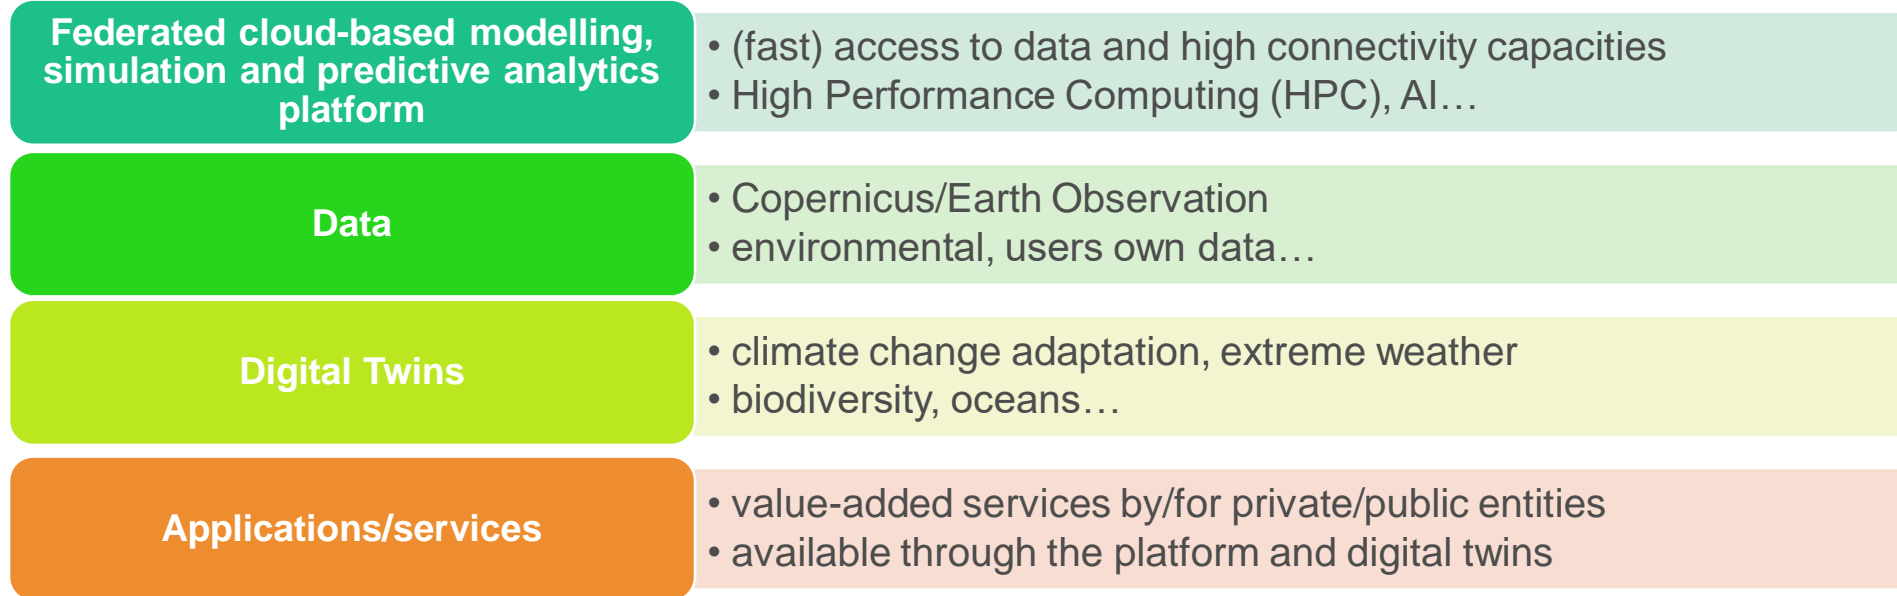 Federated cloud-based modelling,
simulation and predictive analytics
platform
• (fast) access to data and high connectivity capacities
• High Performance Computing (HPC), AI…
Data
• Copernicus/Earth Observation
• environmental, users own data…
Digital Twins
• climate change adaptation, extreme weather
• biodiversity, oceans…
Applications/services
• value-added services by/for private/public entities
• available through the platform and digital twins